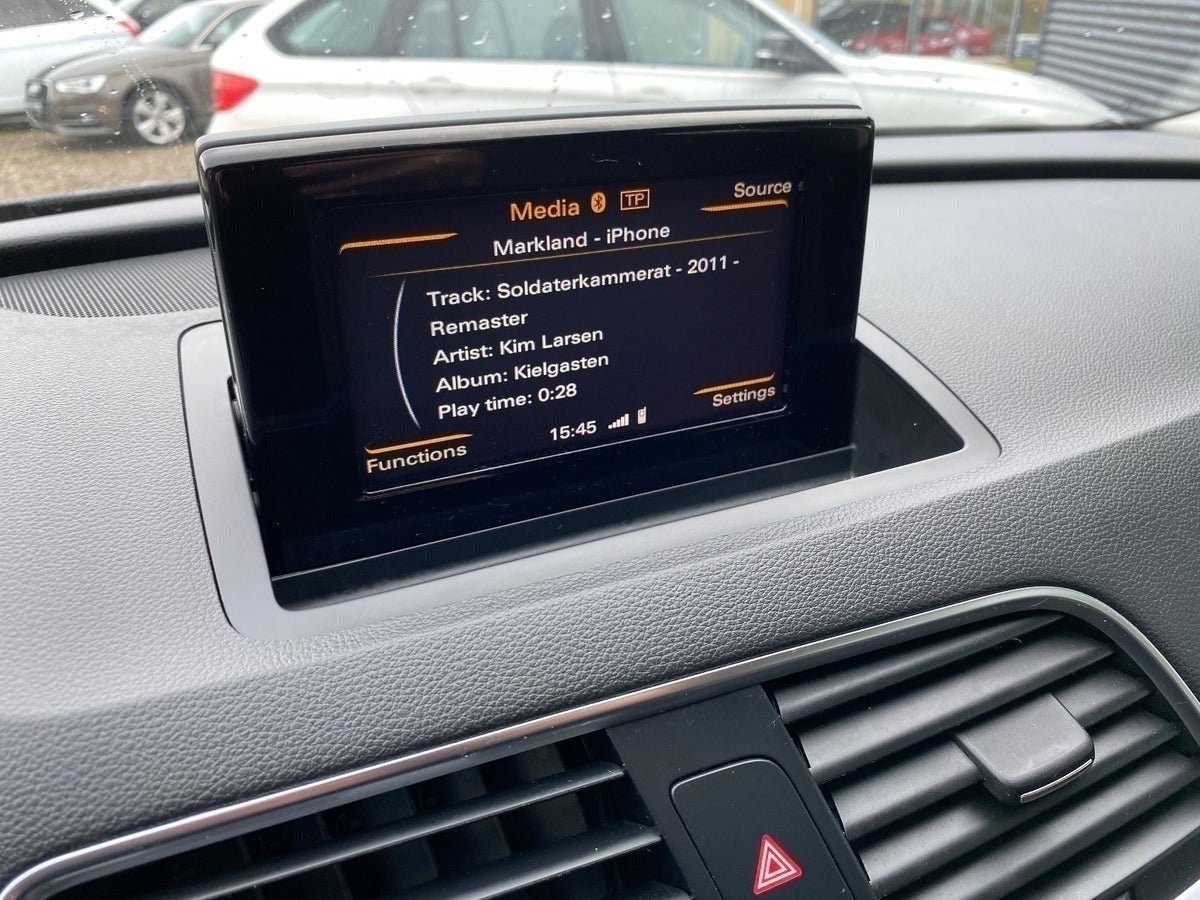 Media TP
Source
Markland - iPhone
Track: Soldaterkammerat - 2011 -
Remaster
Artist: Kim Larsen
Album: Kielgasten
Play time: 0:28
Settings
15:45
Functions